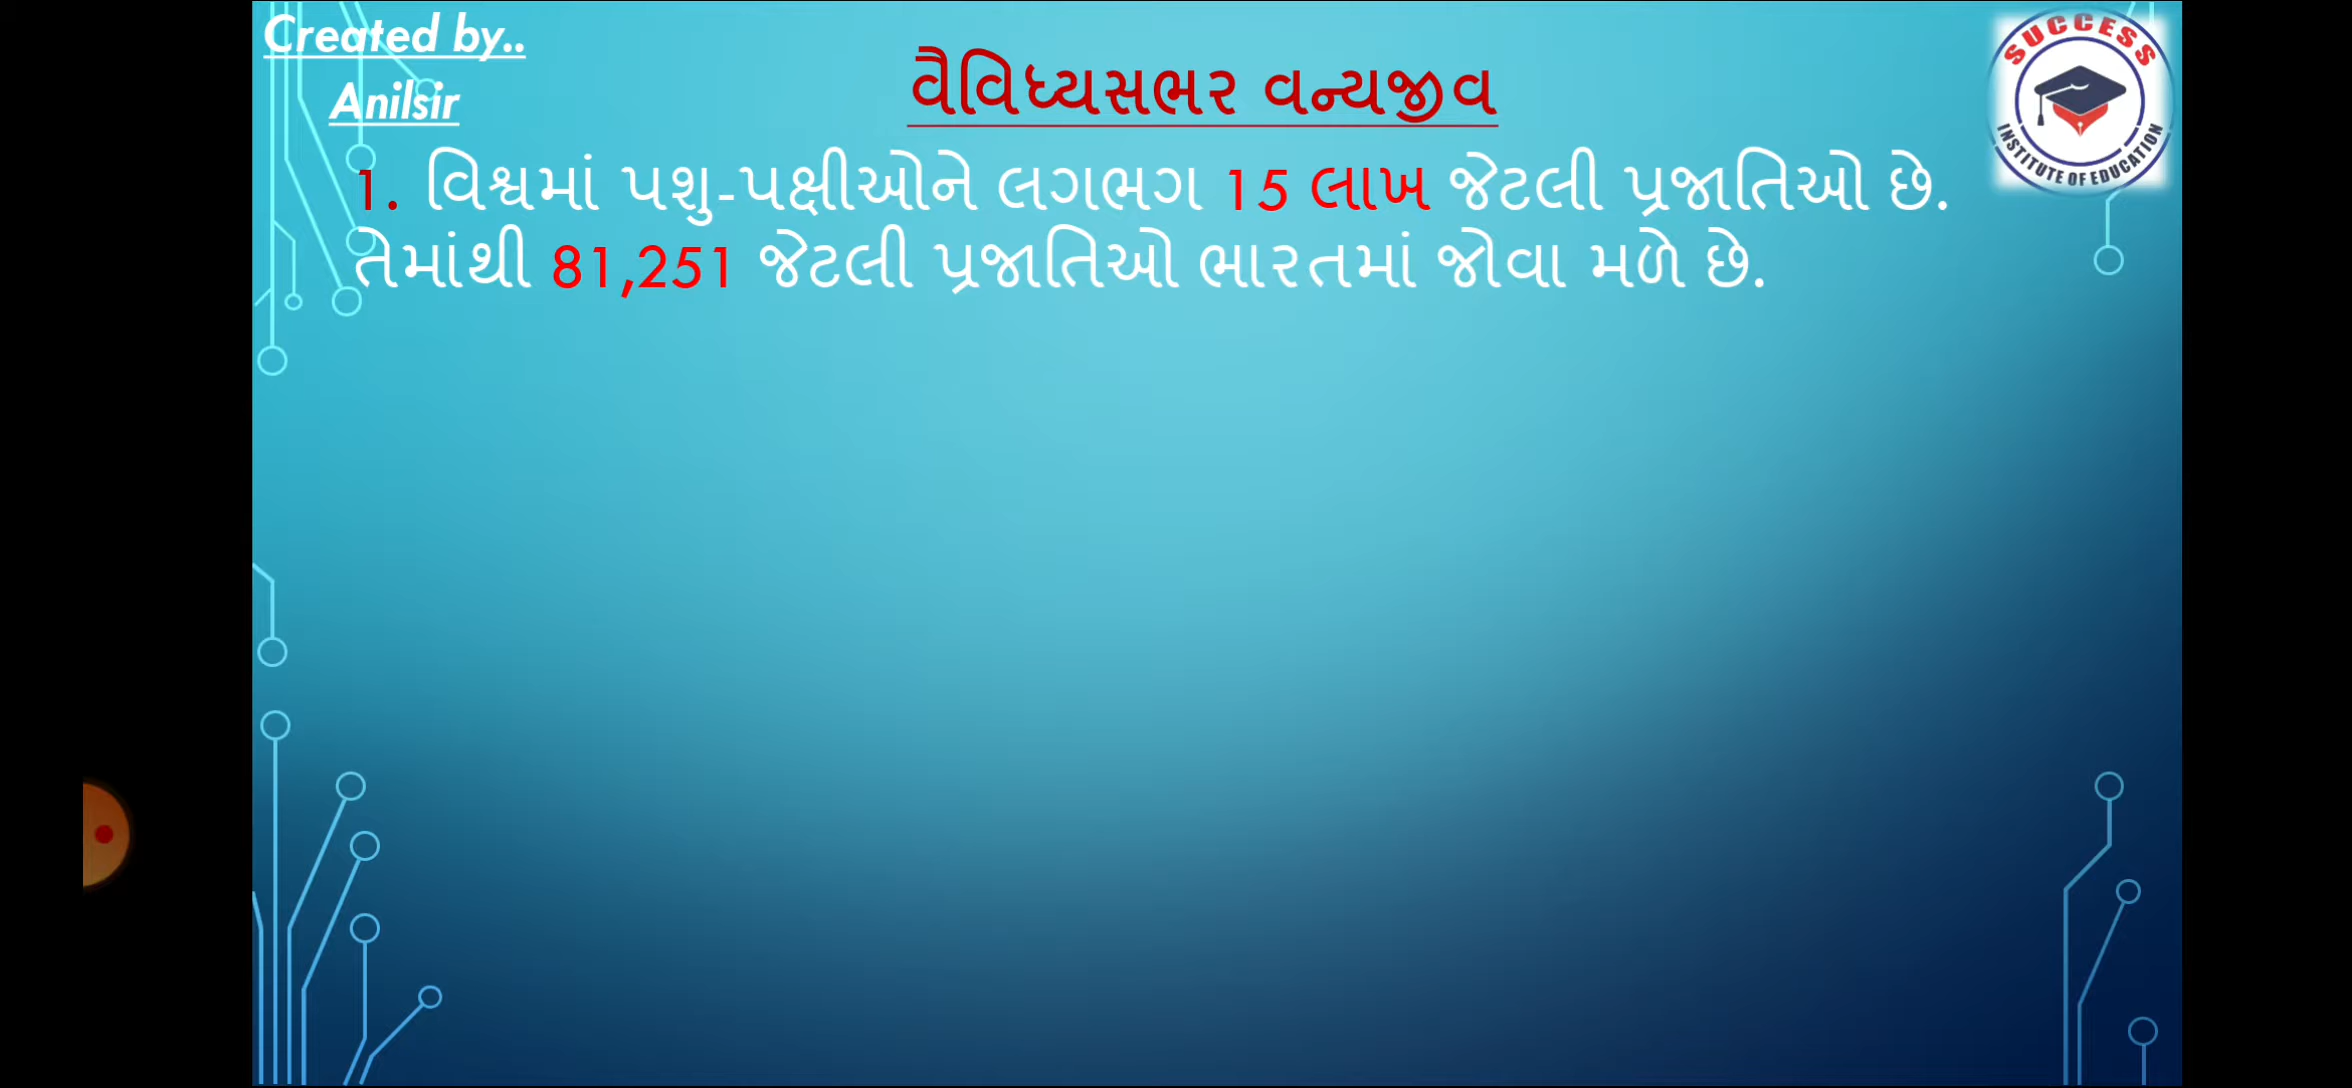 Created by..
Anilsir
વૈવિધ્યસભર વન્યજીવ
SUCCESS
INSTITUTE OF EDUCATION
1. વિશ્વમાં પશુ-પક્ષીઓને લગભગ 15 લાખ જેટલી પ્રજાતિઓ છે.
તેમાંથી 81,251 જેટલી પ્રજાતિઓ ભારતમાં જોવા મળે છે.